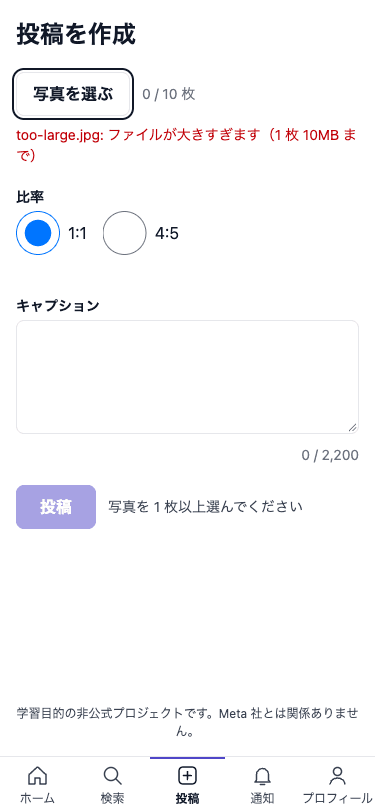 投稿を作成
写真を選ぶ 0 / 10 枚
too-large.jpg: ファイルが大きすぎます（1 枚 10MB ま
で）
比率
1:1 4:5
キャプション
0 / 2,200
投稿 写真を 1 枚以上選んでください
学習目的の非公式プロジェクトです。Meta 社とは関係ありませ
ん。
ホーム 検索 投稿 通知 プロフィール